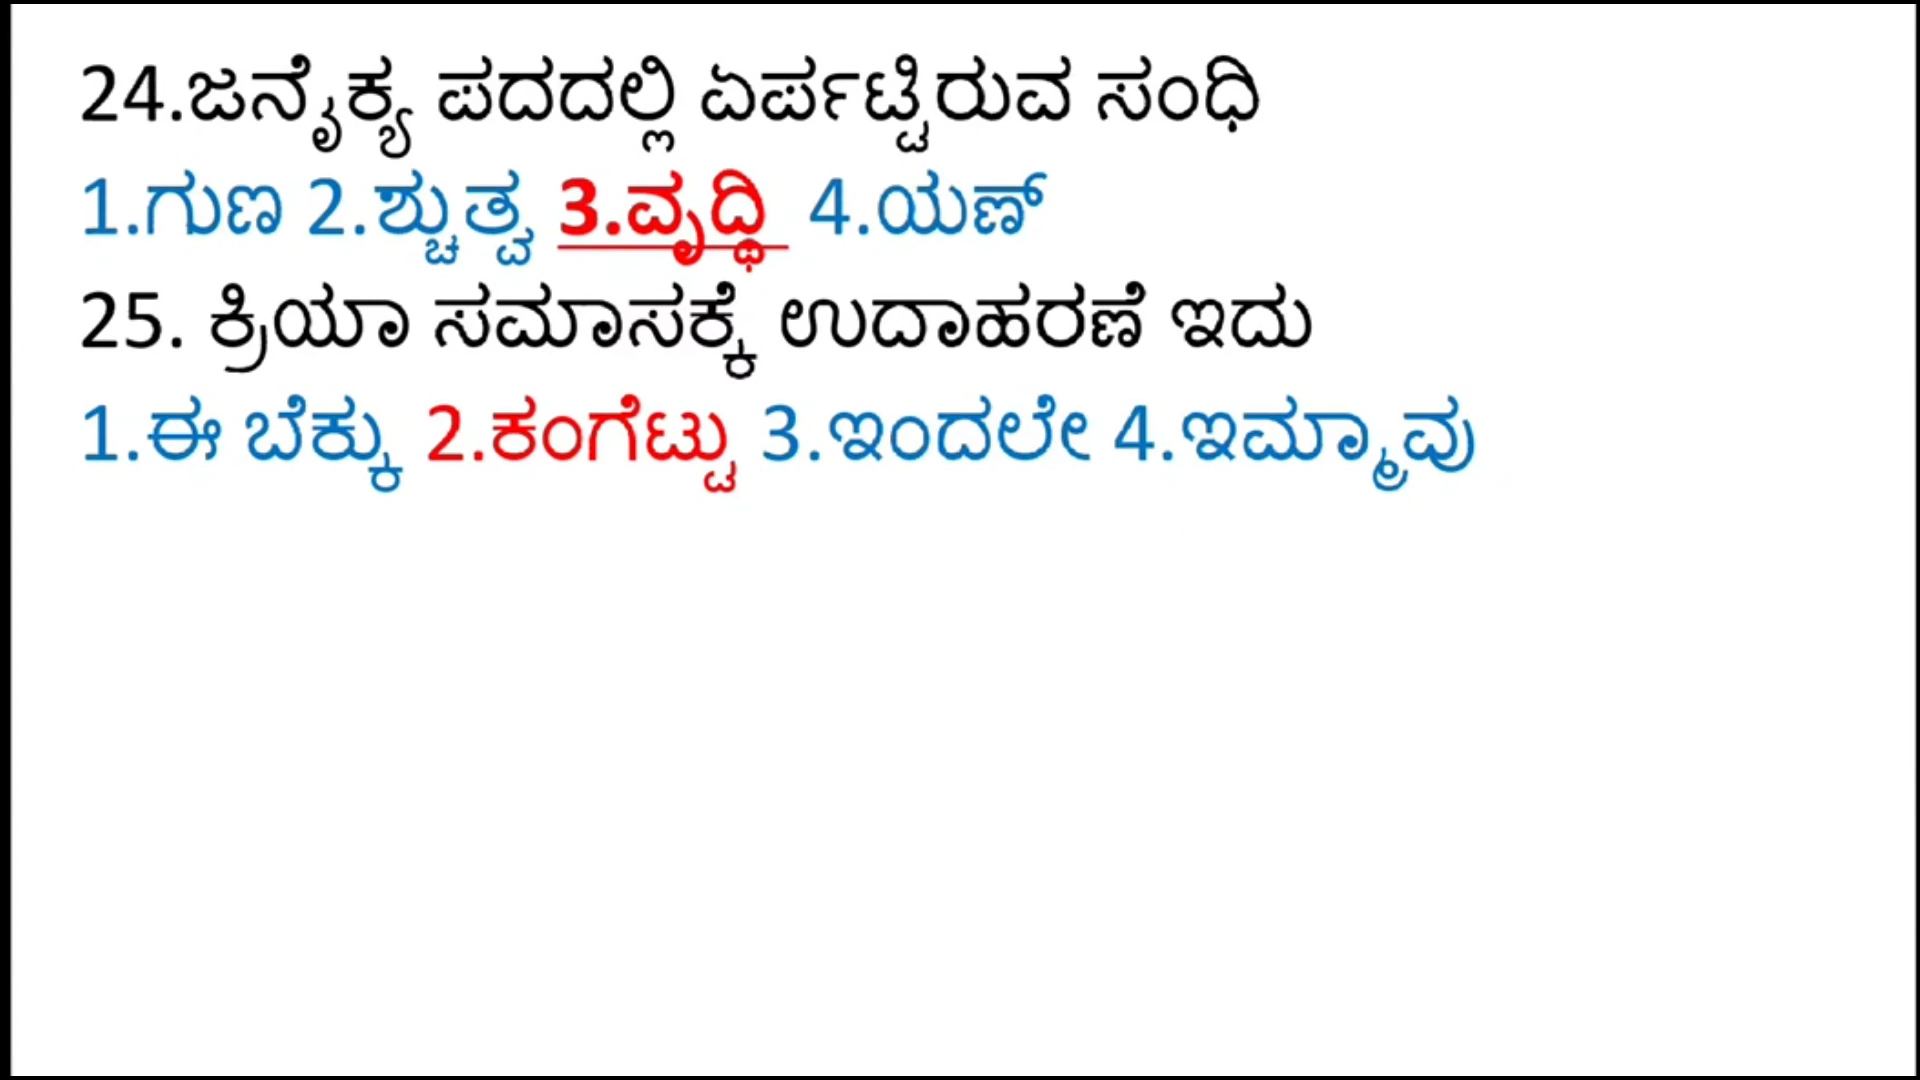 24.ಜನೈಕ್ಯ ಪದದಲ್ಲಿ ಏರ್ಪಟ್ಟಿರುವ ಸಂಧಿ
1.ಗುಣ 2.ಶ್ಚುತ್ವ 3.ವೃದ್ಧಿ 4.ಯಣ್
25. ಕ್ರಿಯಾ ಸಮಾಸಕ್ಕೆ ಉದಾಹರಣೆ ಇದು
1.ಈ ಬೆಕ್ಕು 2.ಕಂಗೆಟ್ಟು 3.ಇಂದಲೇ 4.ಇಮ್ಮಾವು